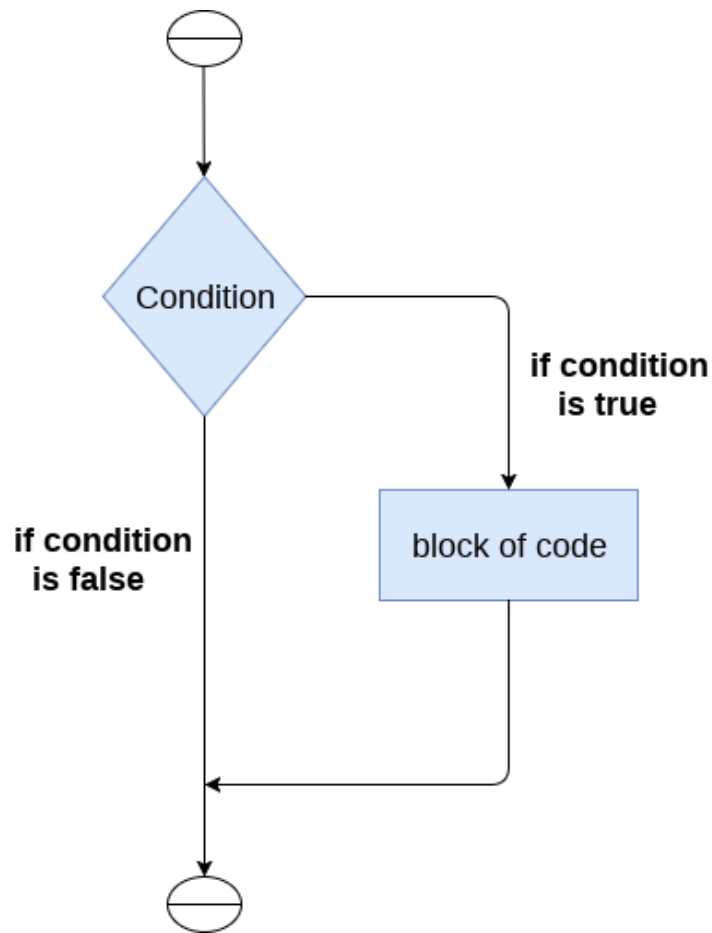 Condition
if condition
is true
if condition
is false
block of code